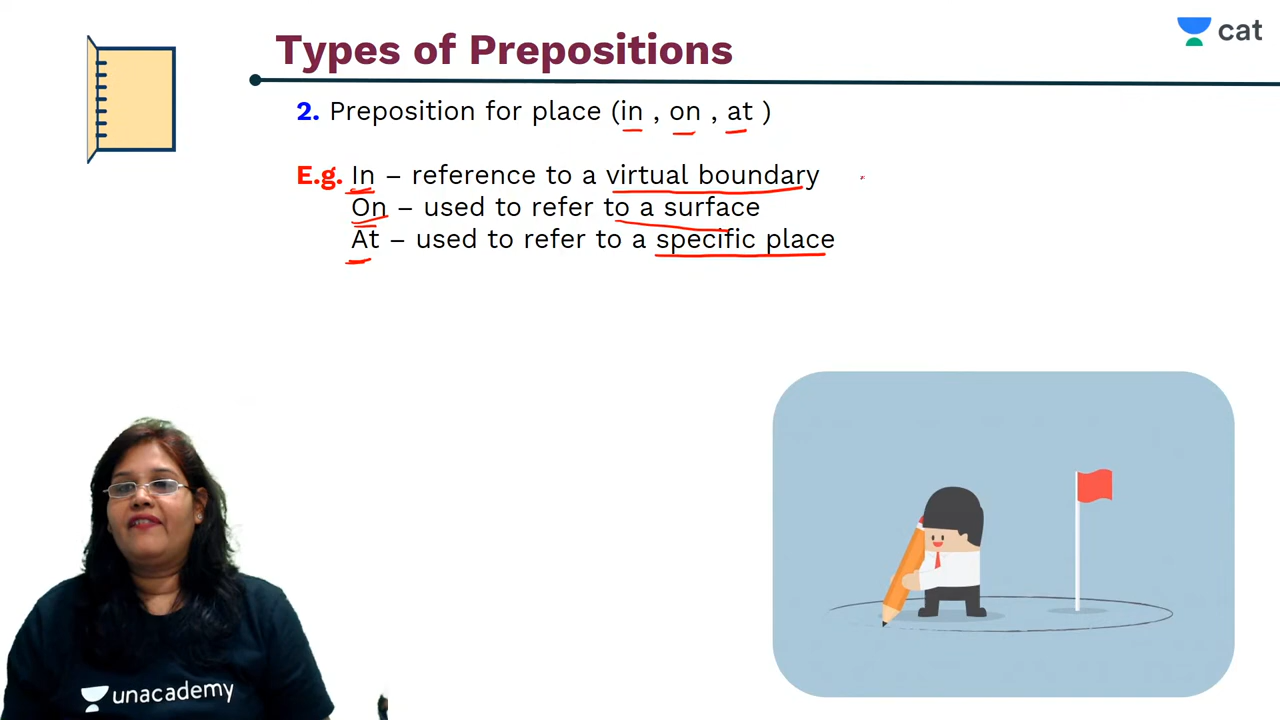 cat
Types of Prepositions
2. Preposition for place (in , on , at )
E.g. In – reference to a virtual boundary
On – used to refer to a surface
At – used to refer to a specific place
unacademy